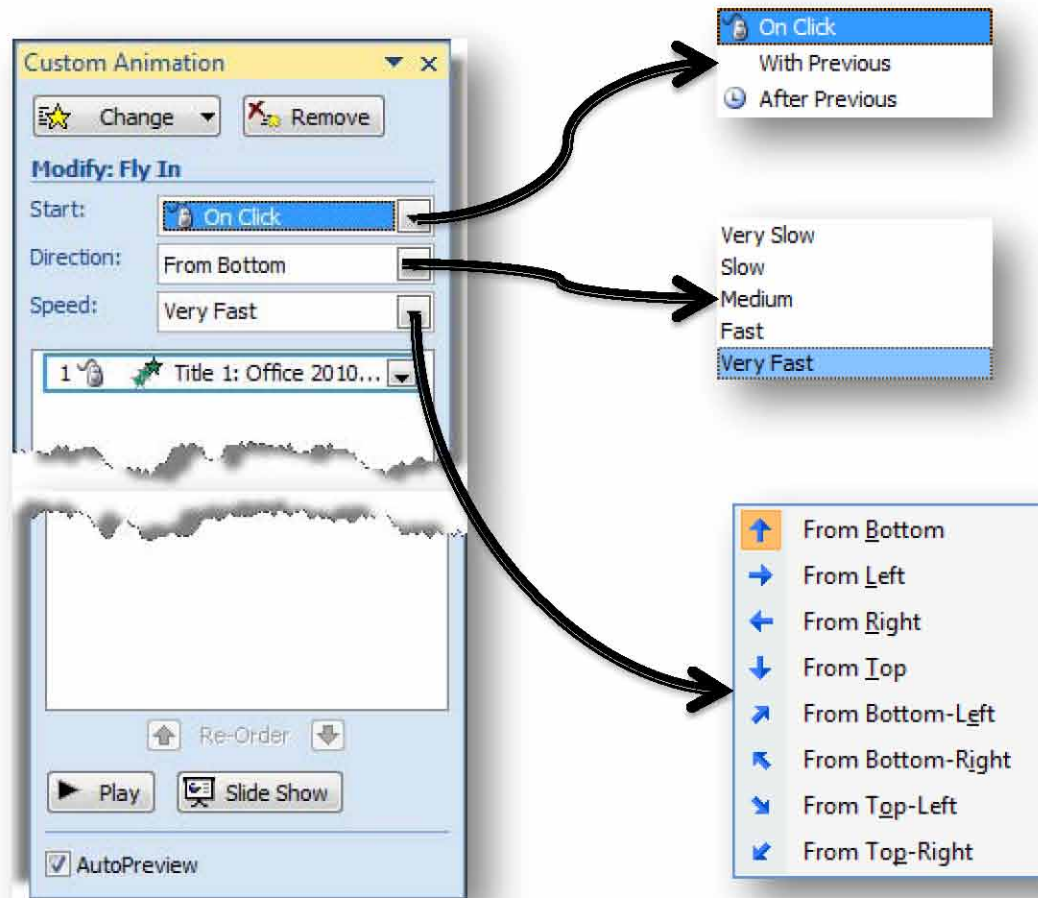 Custom Animation
Change
Remove
Modify: Fly In
Start:
On Click
Direction:
From Bottom
Speed:
Very Fast
1 Title 1: Office 2010...
Re-Order
Play
Slide Show
AutoPreview
On Click
With Previous
After Previous
Very Slow
Slow
Medium
Fast
Very Fast
From Bottom
From Left
From Right
From Top
From Bottom-Left
From Bottom-Right
From Top-Left
From Top-Right